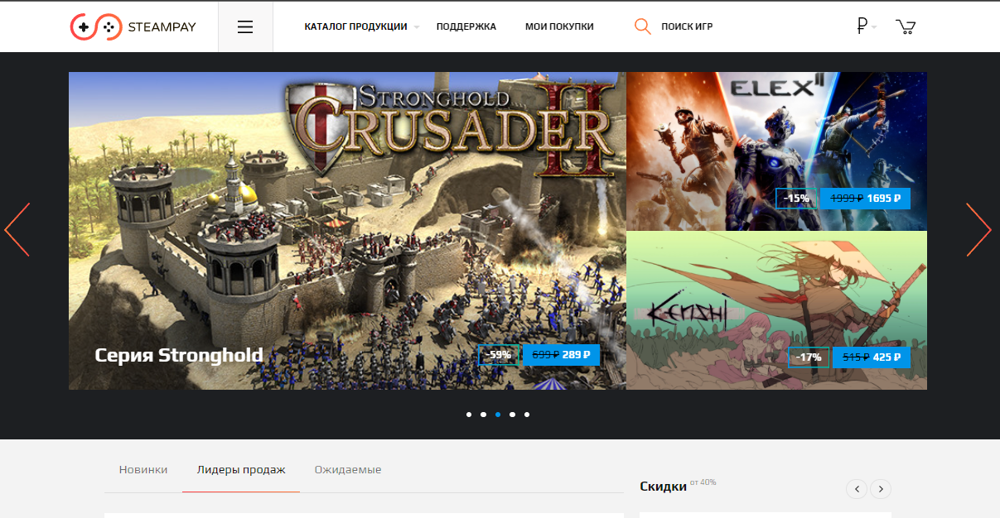 STEAMPAY
КАТАЛОГ ПРОДУКЦИИ
ПОДДЕРЖКА
МОИ ПОКУПКИ
ПОИСК ИГР
₽
STRONGHOLD
CRUSADER II
Серия Stronghold
-59%
699 ₽ 289 ₽
ELEX II
-15%
1999 ₽ 1695 ₽
Kenshi
-17%
515 ₽ 425 ₽
Новинки
Лидеры продаж
Ожидаемые
Скидки от 40%